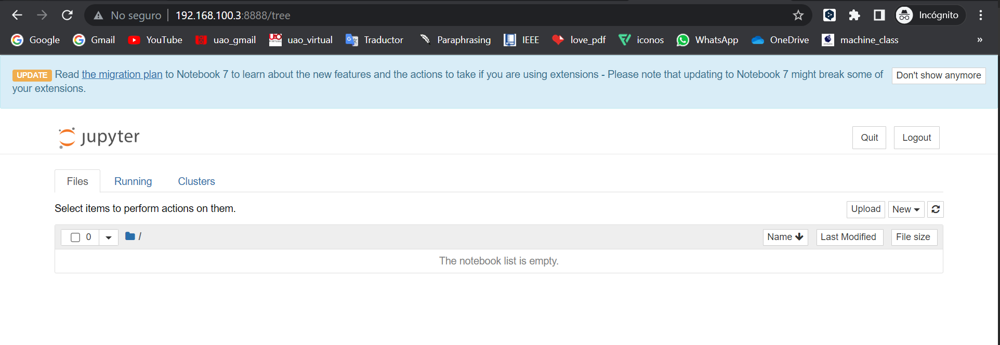 No seguro 192.168.100.3:8888/tree Incógnito
Google Gmail YouTube uao_gmail uao_virtual Traductor Paraphrasing IEEE love_pdf iconos WhatsApp OneDrive machine_class »
UPDATE Read the migration plan to Notebook 7 to learn about the new features and the actions to take if you are using extensions - Please note that updating to Notebook 7 might break some of Don't show anymore
your extensions.
jupyter Quit Logout
Files Running Clusters
Select items to perform actions on them. Upload New
0 / Name Last Modified File size
The notebook list is empty.